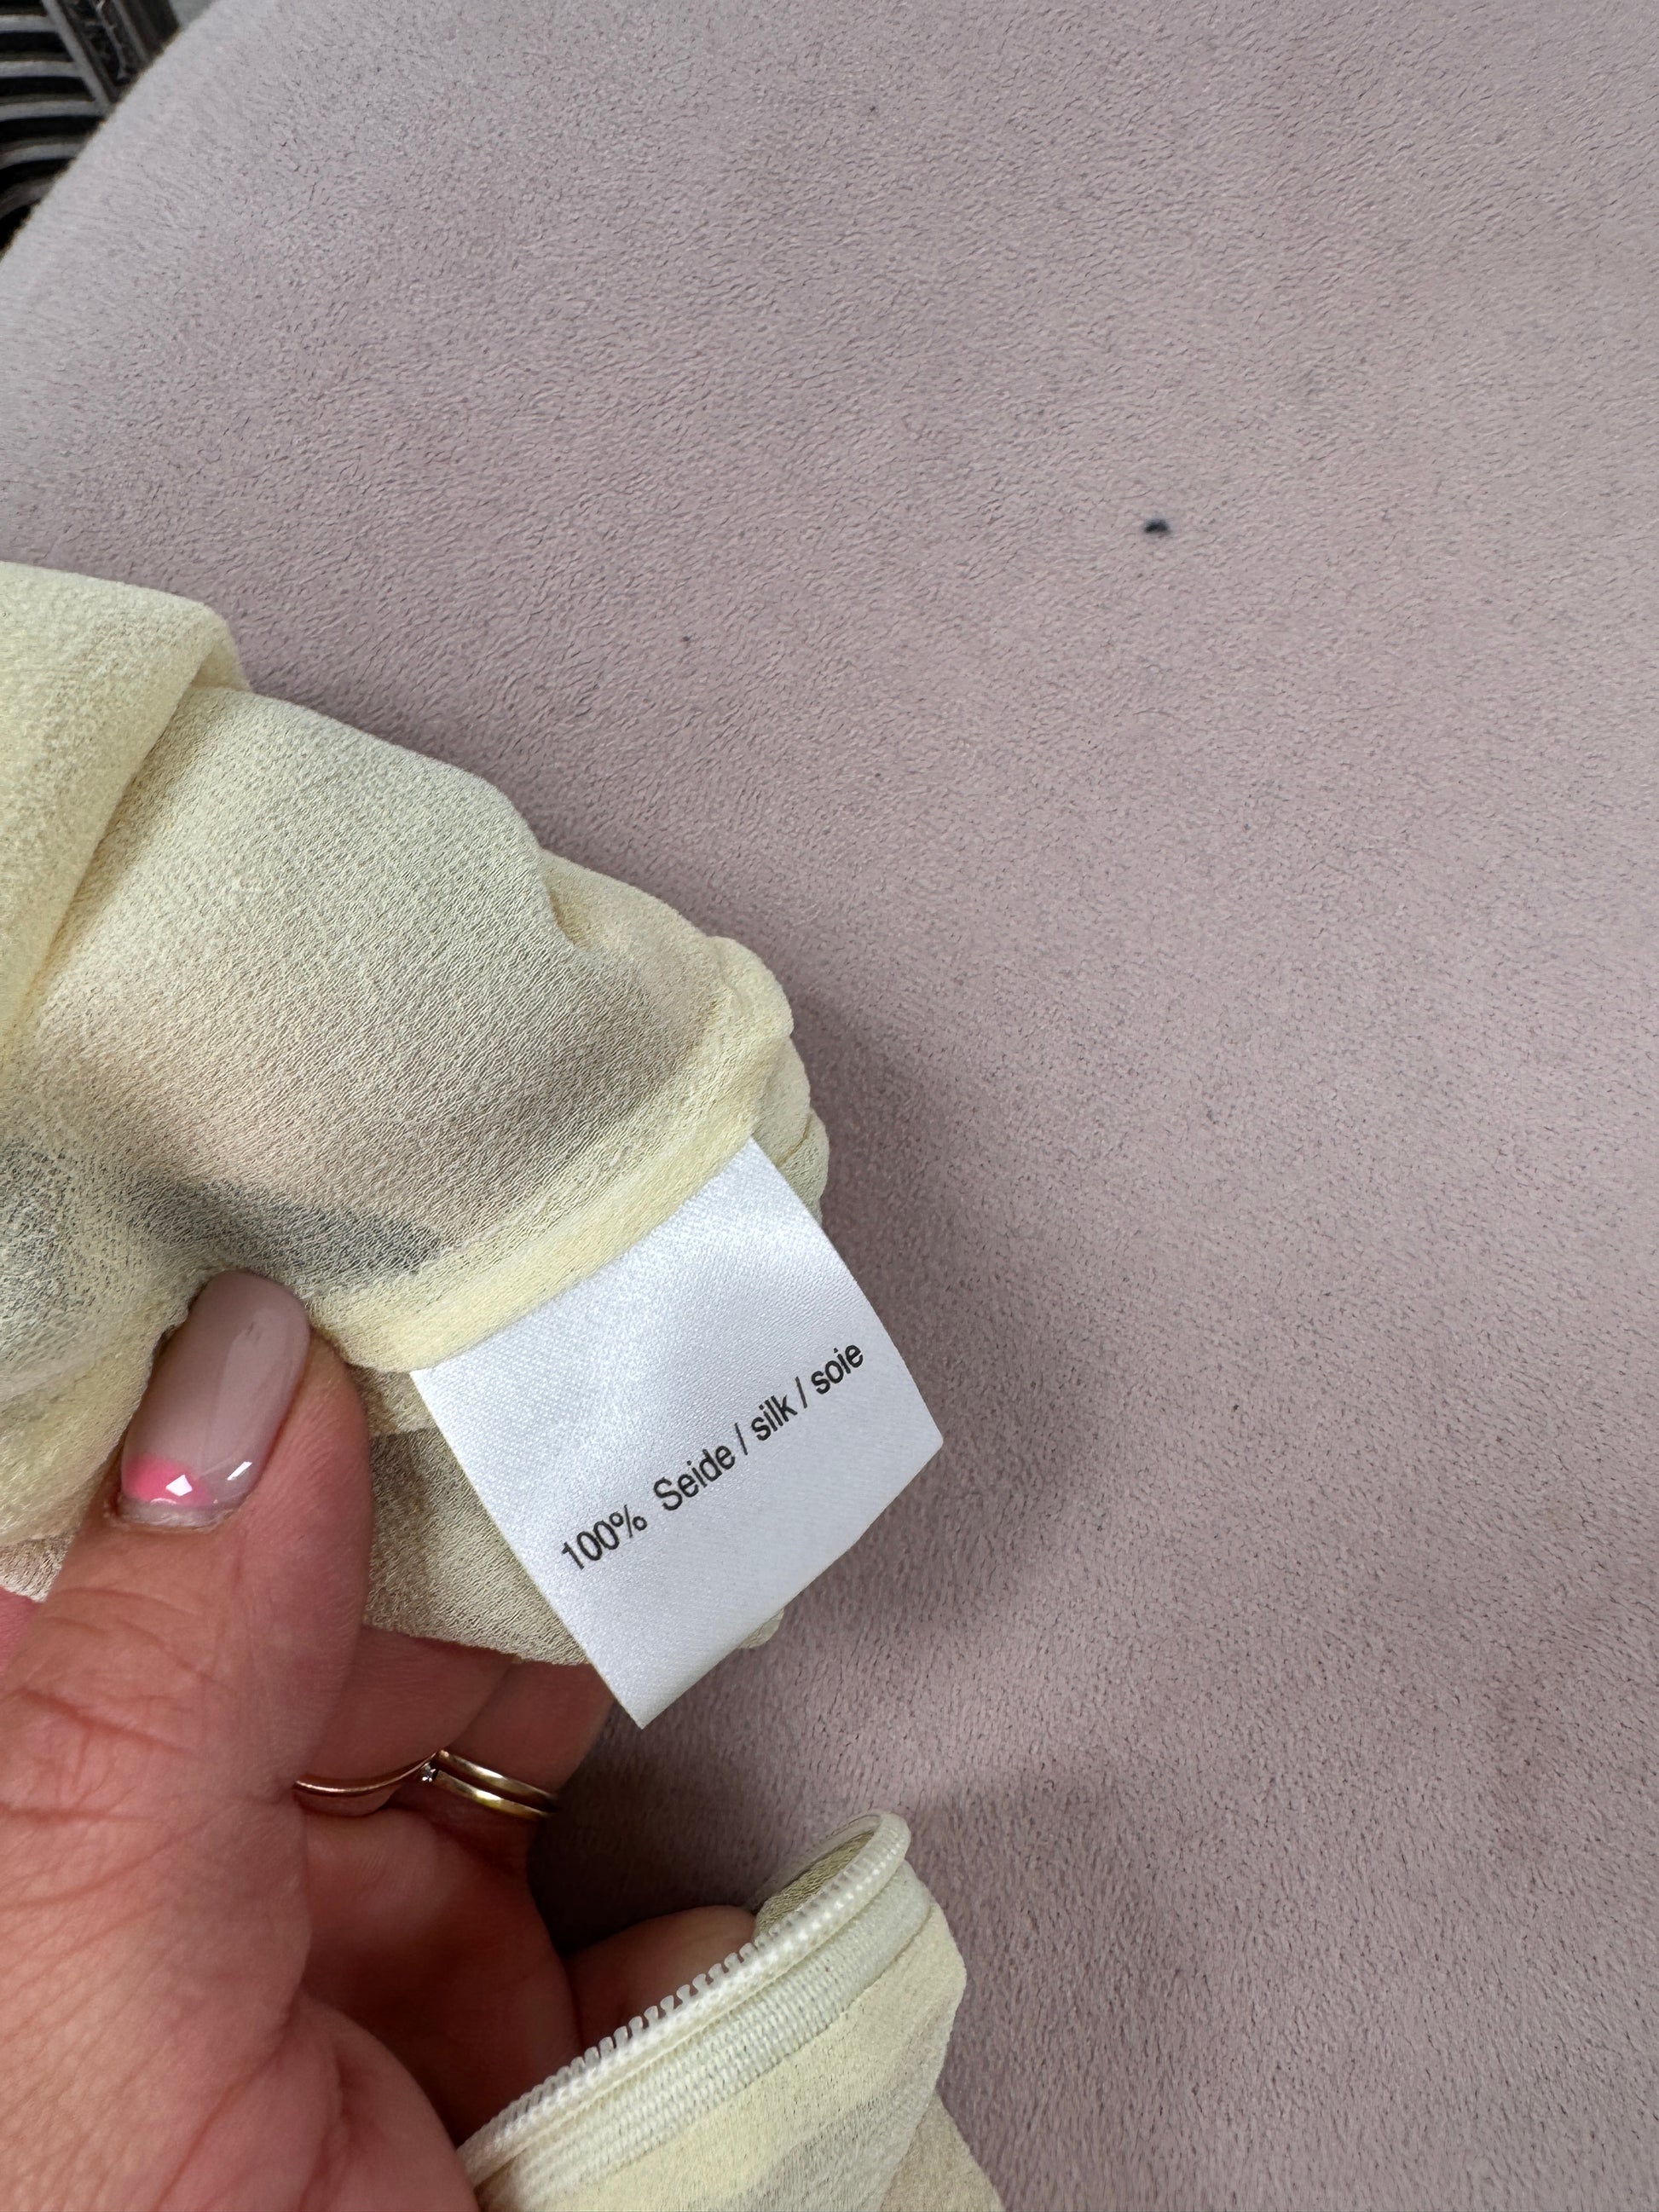 100% Seide / silk / soie